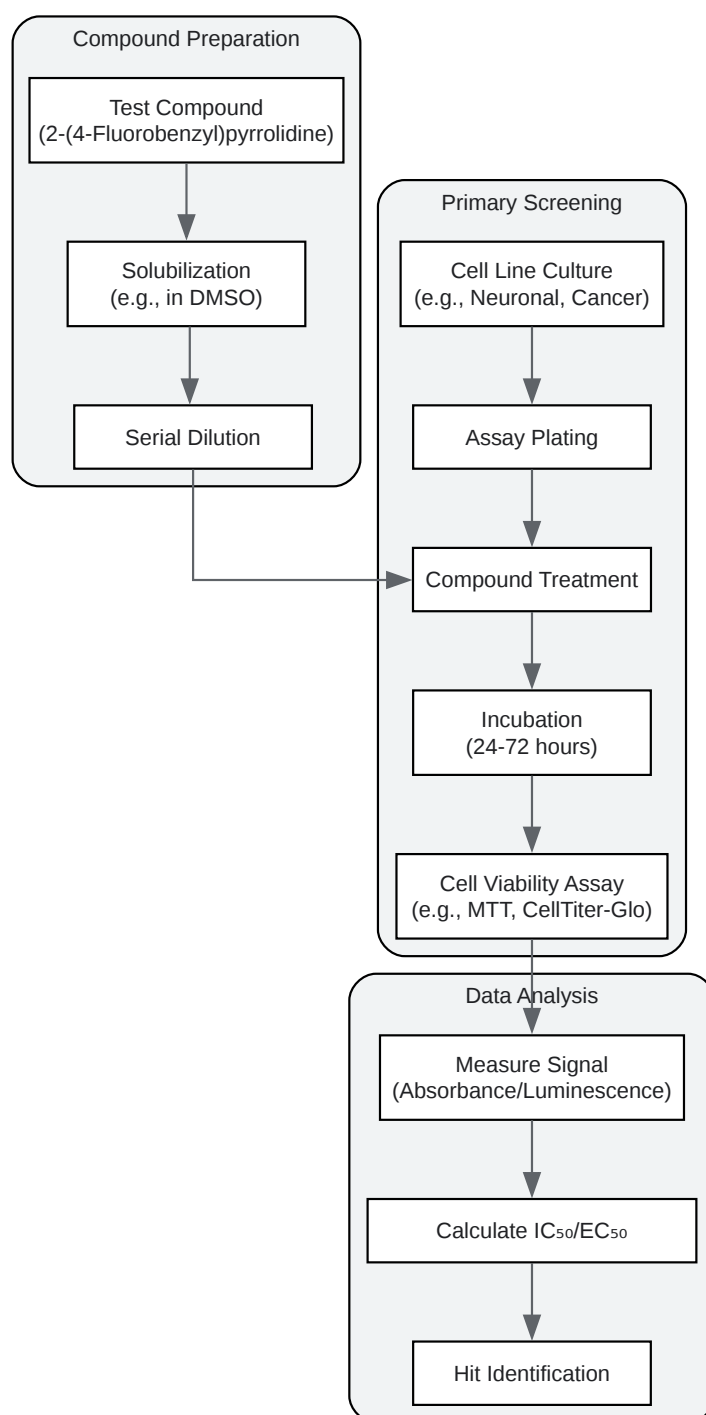 Compound Preparation
Test Compound
(2-(4-Fluorobenzyl)pyrrolidine)
Solubilization
(e.g., in DMSO)
Serial Dilution
Primary Screening
Cell Line Culture
(e.g., Neuronal, Cancer)
Assay Plating
Compound Treatment
Incubation
(24-72 hours)
Cell Viability Assay
(e.g., MTT, CellTiter-Glo)
Data Analysis
Measure Signal
(Absorbance/Luminescence)
Calculate IC₅₀/EC₅₀
Hit Identification